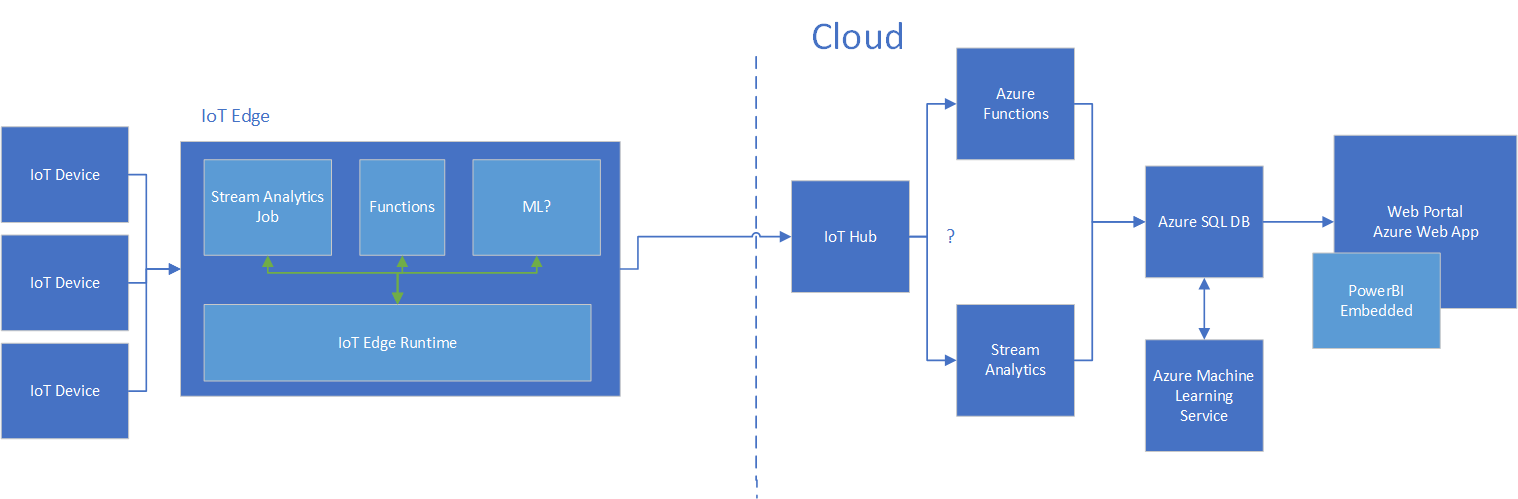 Cloud
IoT Edge
IoT Device
IoT Device
IoT Device
Stream Analytics
Job
Functions
ML?
IoT Edge Runtime
IoT Hub
?
Azure
Functions
Stream
Analytics
Azure SQL DB
Azure Machine
Learning
Service
Web Portal
Azure Web App
PowerBI
Embedded